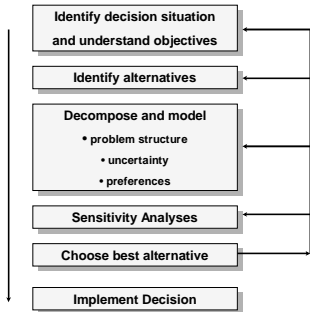 Identify decision situation
and understand objectives
Identify alternatives
Decompose and model
• problem structure
• uncertainty
• preferences
Sensitivity Analyses
Choose best alternative
Implement Decision